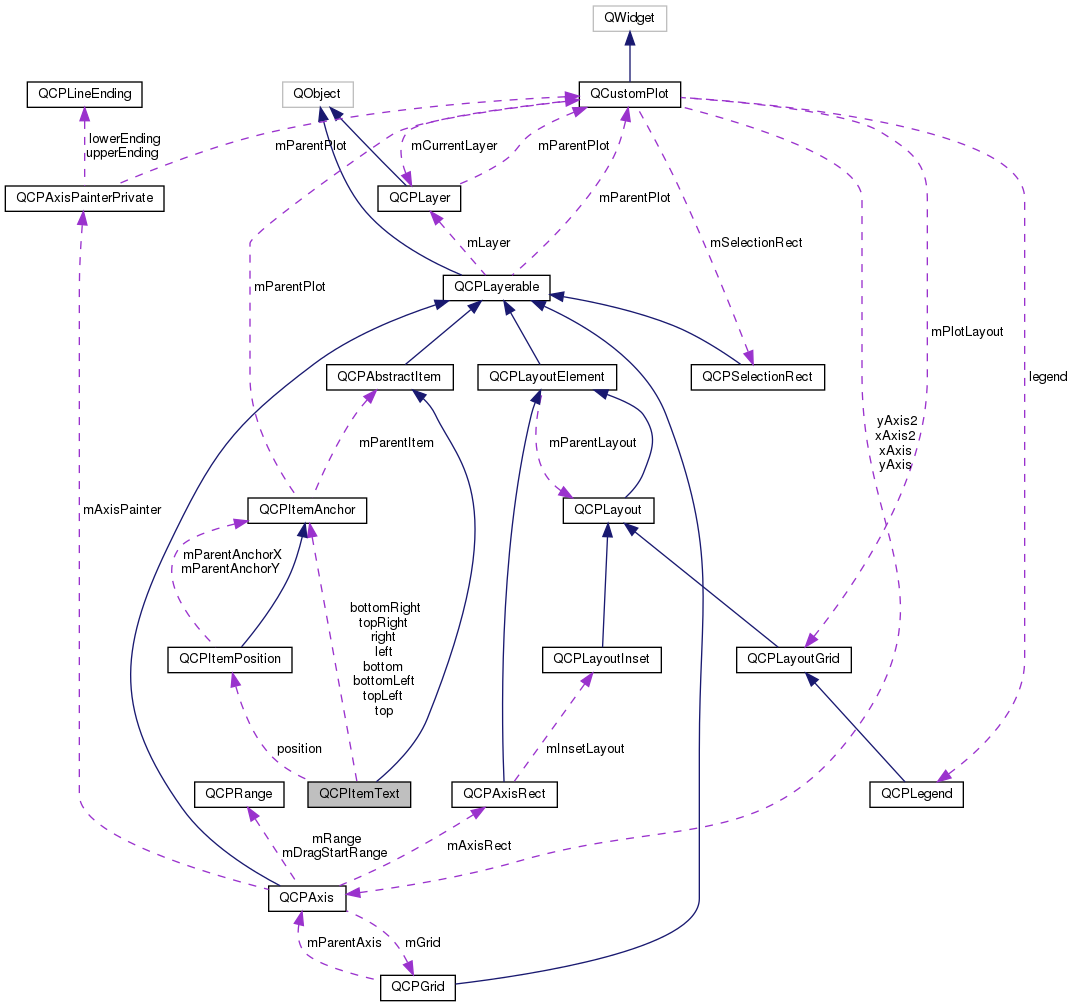 QWidget
QCPLineEnding
QObject
QCustomPlot
lowerEnding
upperEnding
mParentPlot
mCurrentLayer
mParentPlot
QCPAxisPainterPrivate
QCPLayer
mParentPlot
mLayer
mSelectionRect
mParentPlot
QCPLayerable
mPlotLayout
QCPAbstractItem
QCPLayoutElement
QCPSelectionRect
legend
mParentItem
mParentLayout
yAxis2
xAxis2
xAxis
yAxis
mAxisPainter
QCPItemAnchor
QCPLayout
mParentAnchorX
mParentAnchorY
bottomRight
topRight
right
left
bottom
bottomLeft
topLeft
top
QCPItemPosition
QCPLayoutInset
QCPLayoutGrid
position
mInsetLayout
QCPRange
QCPItemText
QCPAxisRect
QCPLegend
mRange
mDragStartRange
mAxisRect
QCPAxis
mParentAxis
mGrid
QCPGrid